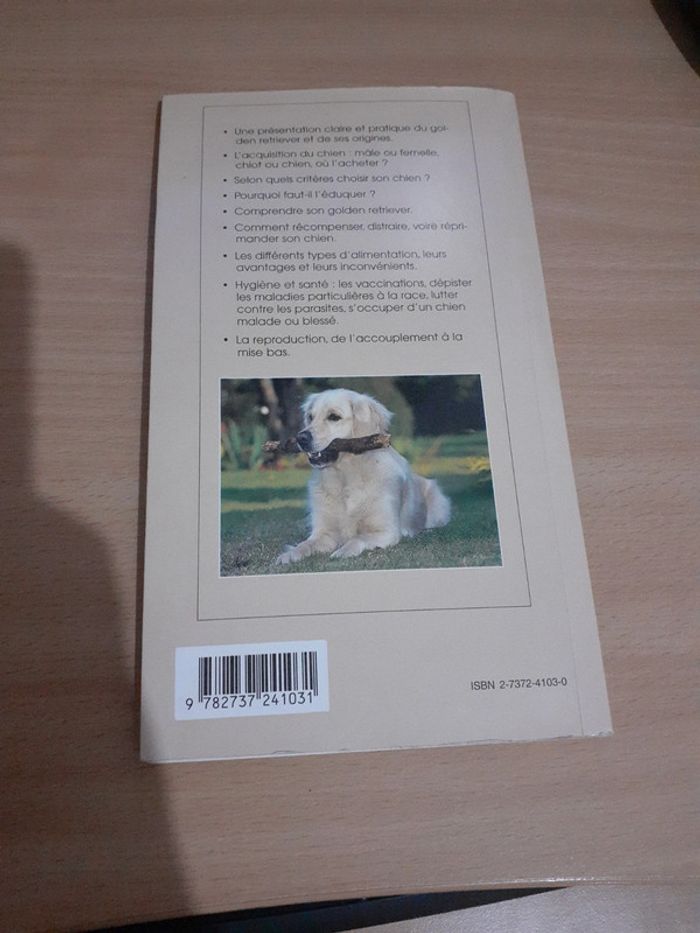 • Une présentation claire et pratique du gol-
den retriever et de ses origines.
• L'acquisition du chien : mâle ou femelle,
chiot ou chien, où l'acheter ?
• Selon quels critères choisir son chien ?
• Pourquoi faut-il l'éduquer ?
• Comprendre son golden retriever.
• Comment récompenser, distraire, voire répri-
mander son chien.
• Les différents types d'alimentation, leurs
avantages et leurs inconvénients.
• Hygiène et santé : les vaccinations, dépister
les maladies particulières à la race, lutter
contre les parasites, s'occuper d'un chien
malade ou blessé.
• La reproduction, de l'accouplement à la
mise bas.
ISBN 2-7372-4103-0
9 782737 241031